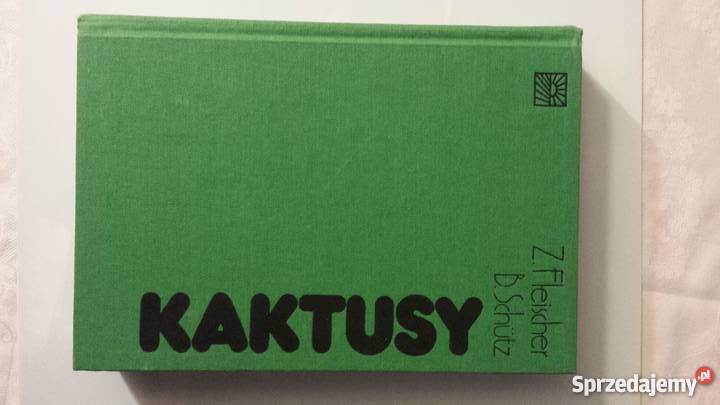 Z. Fleischer
B. Schütz
KAKTUSY
Sprzedajemy.pl